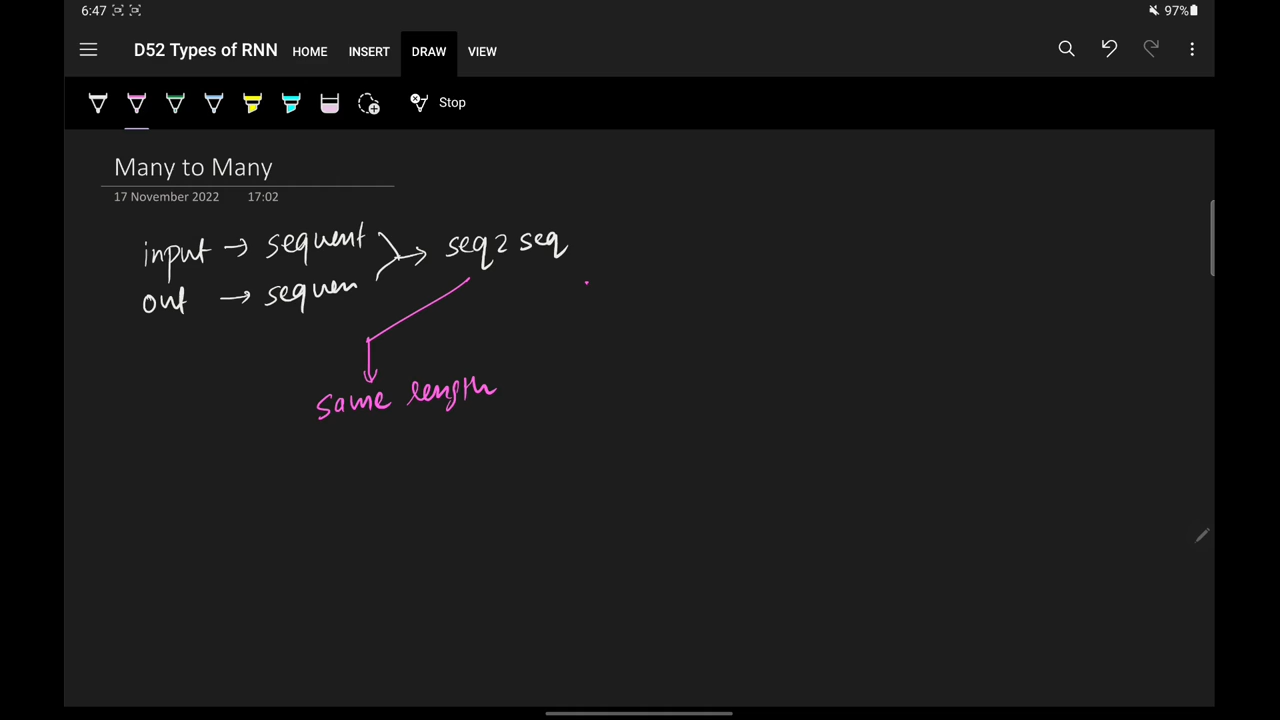 6:47 97%
D52 Types of RNN HOME INSERT DRAW VIEW
Stop
Many to Many
17 November 2022 17:02
input → sequent → seq2seq
out → sequen
same length